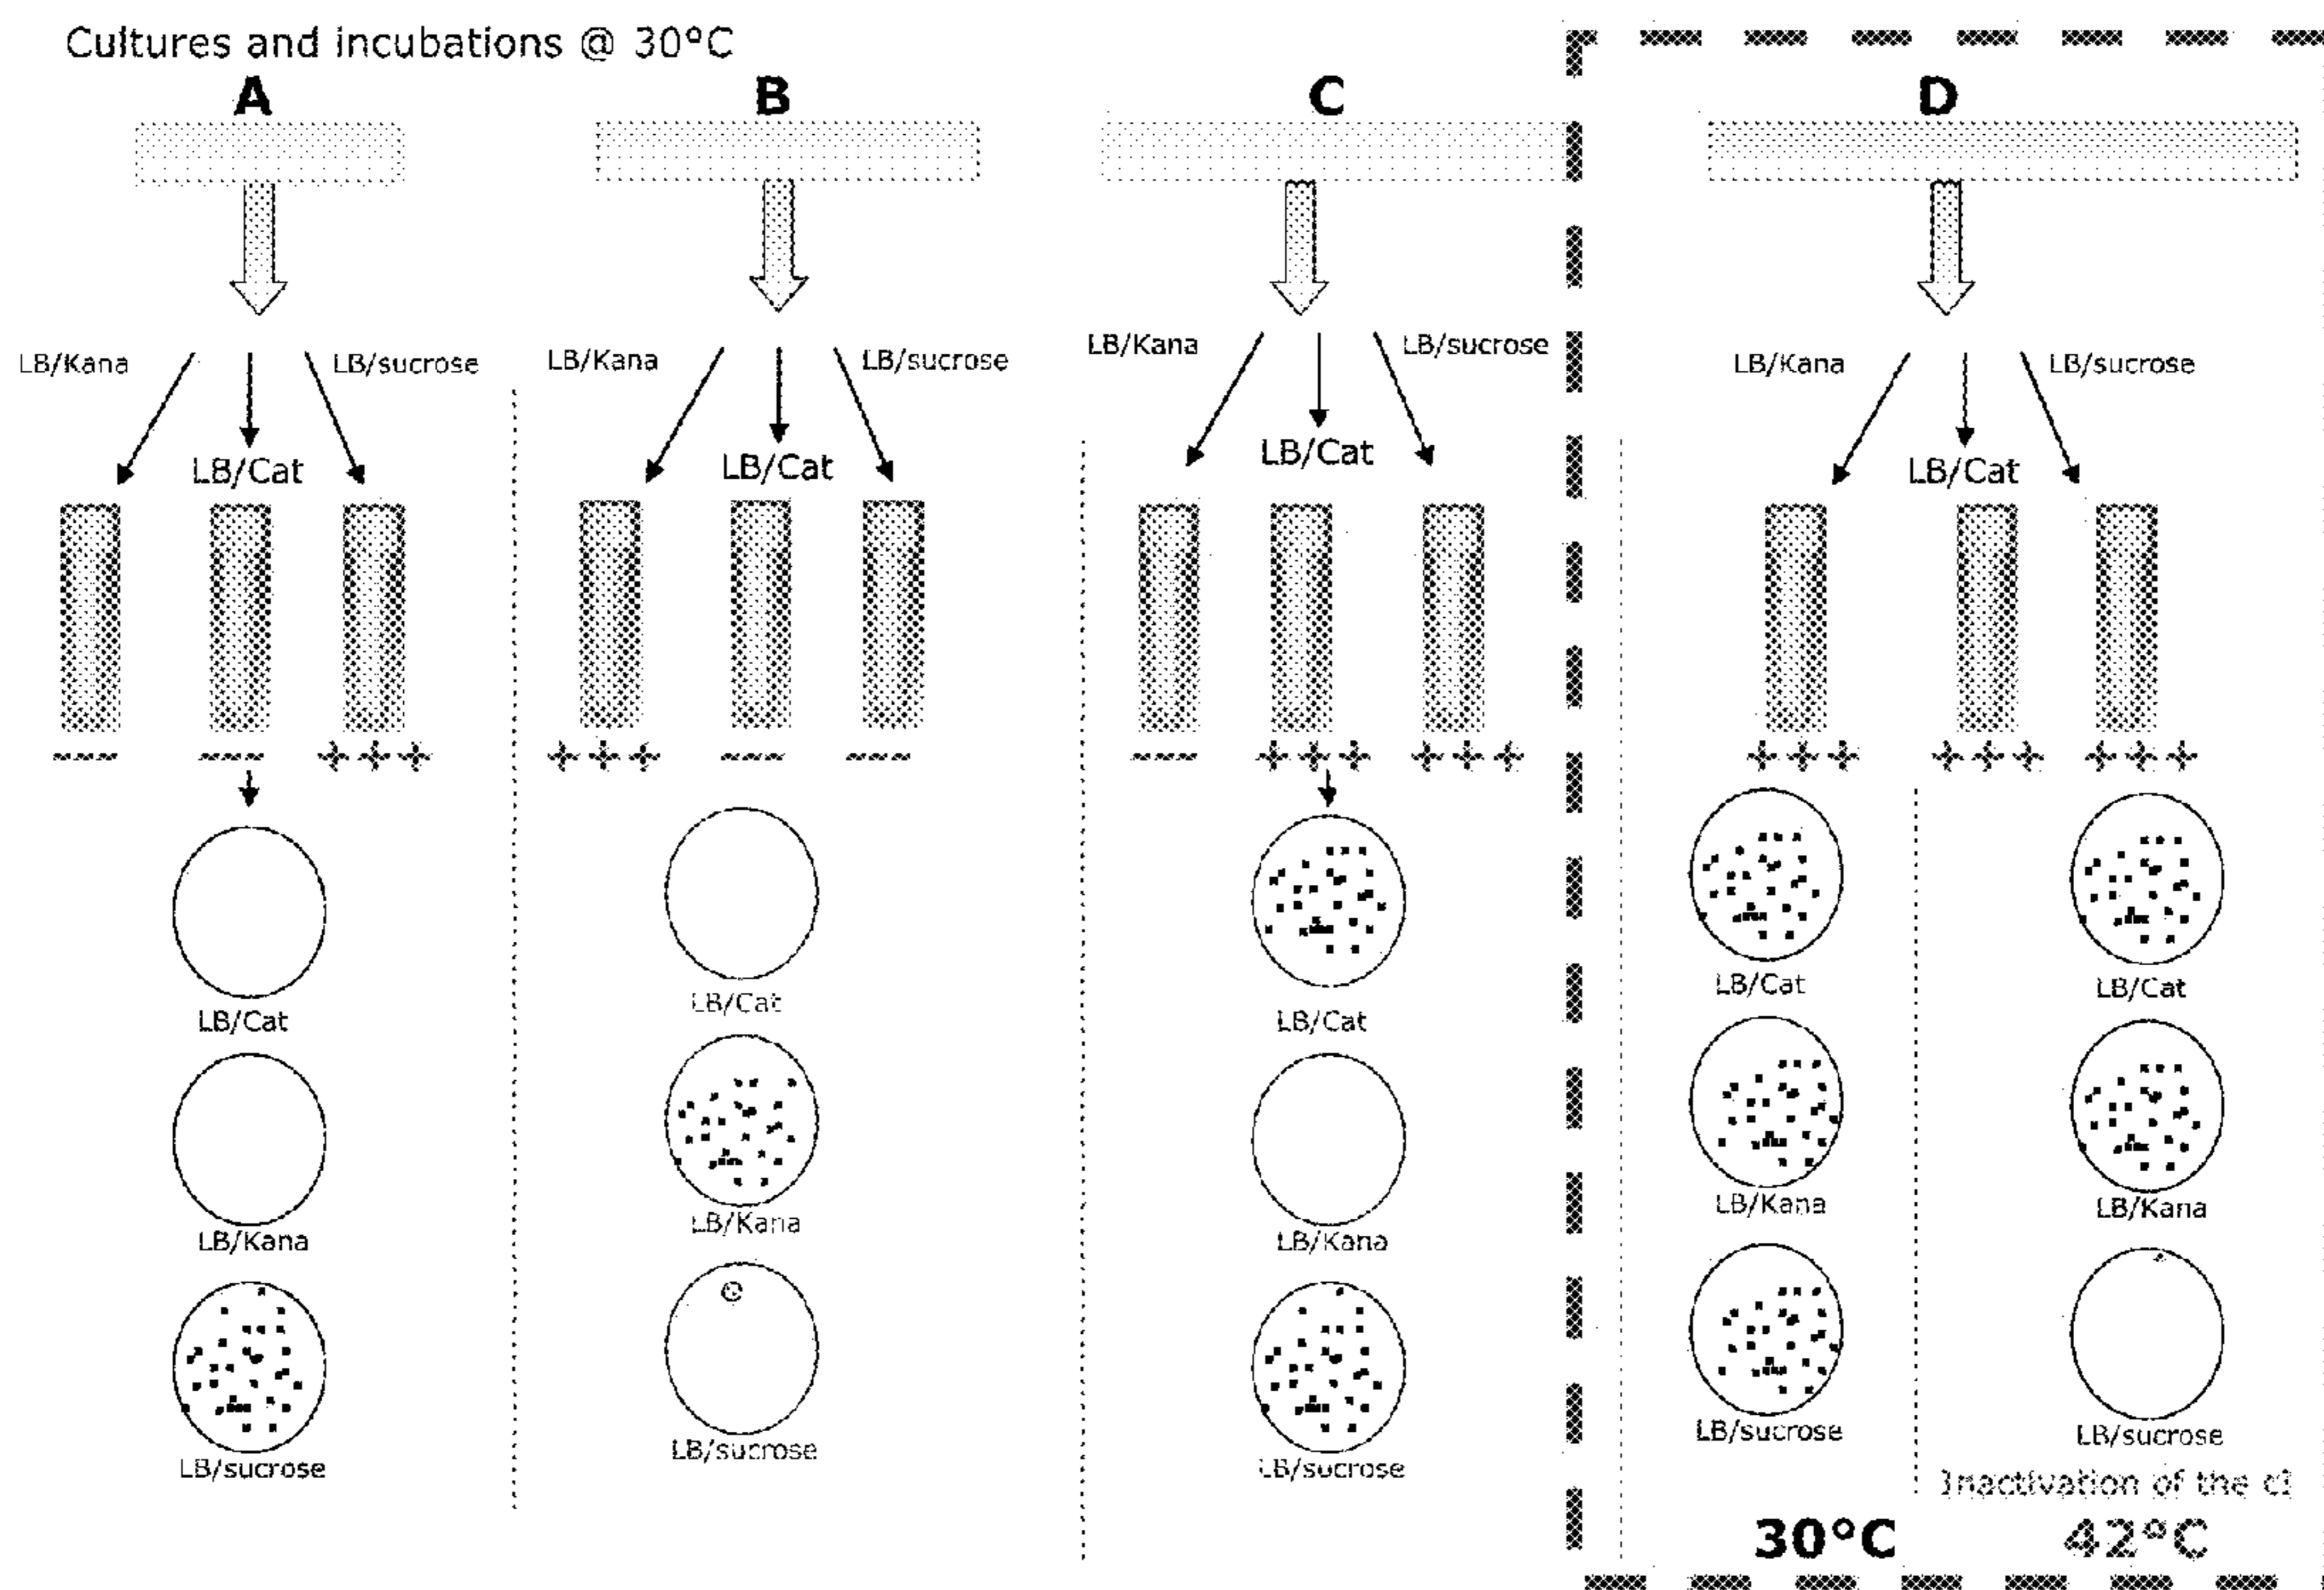 Cultures and incubations @ 30°C
A
B
C
D
LB/Kana
LB/sucrose
LB/Cat
LB/Kana
LB/sucrose
LB/Cat
LB/Kana
LB/sucrose
LB/Cat
LB/Kana
LB/sucrose
LB/Cat
--- --- +++
+++ --- ---
--- +++ +++
+++ +++ +++
LB/Cat
LB/Kana
LB/sucrose
LB/Cat
LB/Kana
LB/sucrose
LB/Cat
LB/Kana
LB/sucrose
LB/Cat
LB/Kana
LB/sucrose
30°C
LB/Cat
LB/Kana
LB/sucrose
Inactivation of the cI
42°C